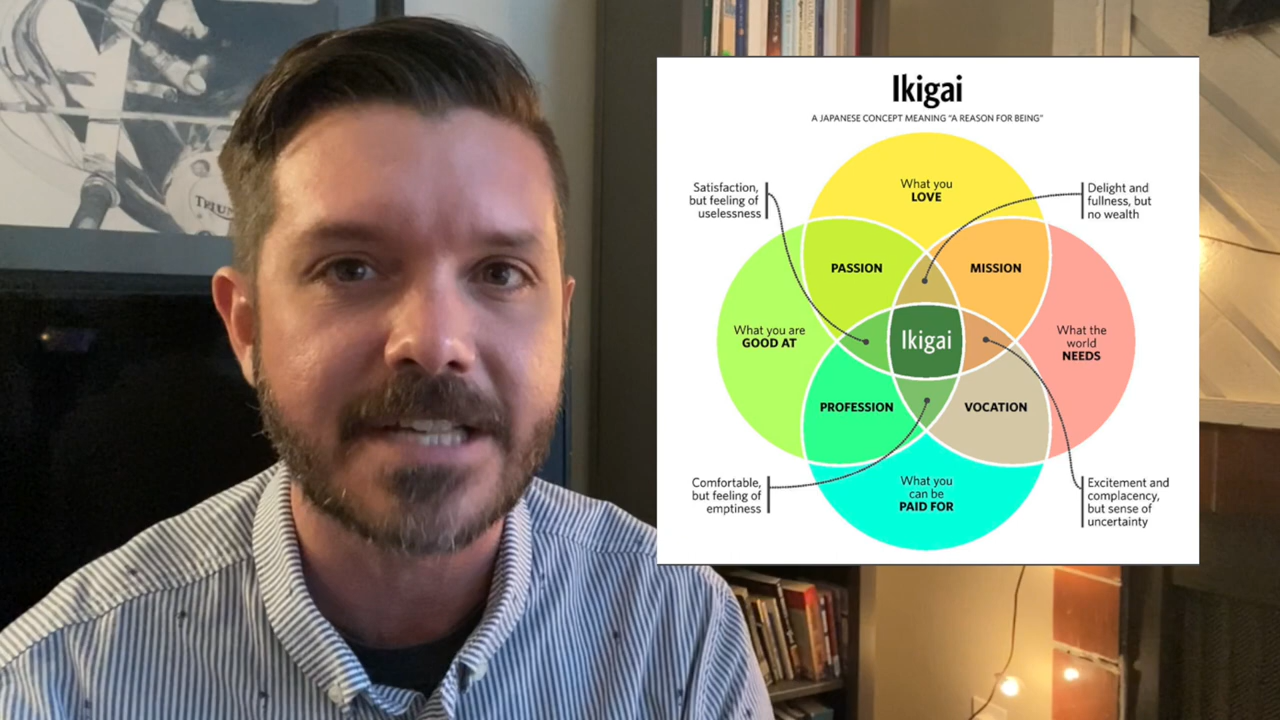 Ikigai
A JAPANESE CONCEPT MEANING “A REASON FOR BEING”
Satisfaction,
but feeling of
uselessness
What you
LOVE
Delight and
fullness, but
no wealth
PASSION
MISSION
What you are
GOOD AT
Ikigai
What the
world
NEEDS
PROFESSION
VOCATION
Comfortable,
but feeling of
emptiness
What you
can be
PAID FOR
Excitement and
complacency,
but sense of
uncertainty